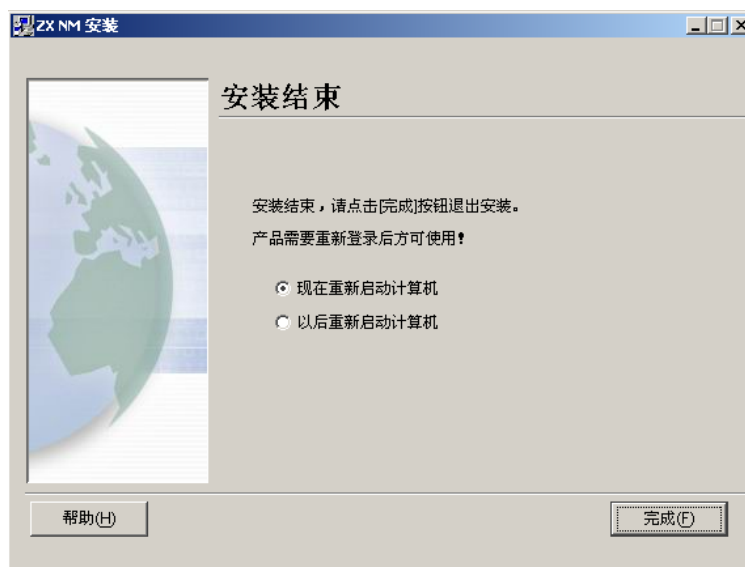 ZX NM 安装
安装结束
安装结束，请点击[完成]按钮退出安装。
产品需要重新登录后方可使用！
现在重新启动计算机
以后重新启动计算机
帮助(H)
完成(F)